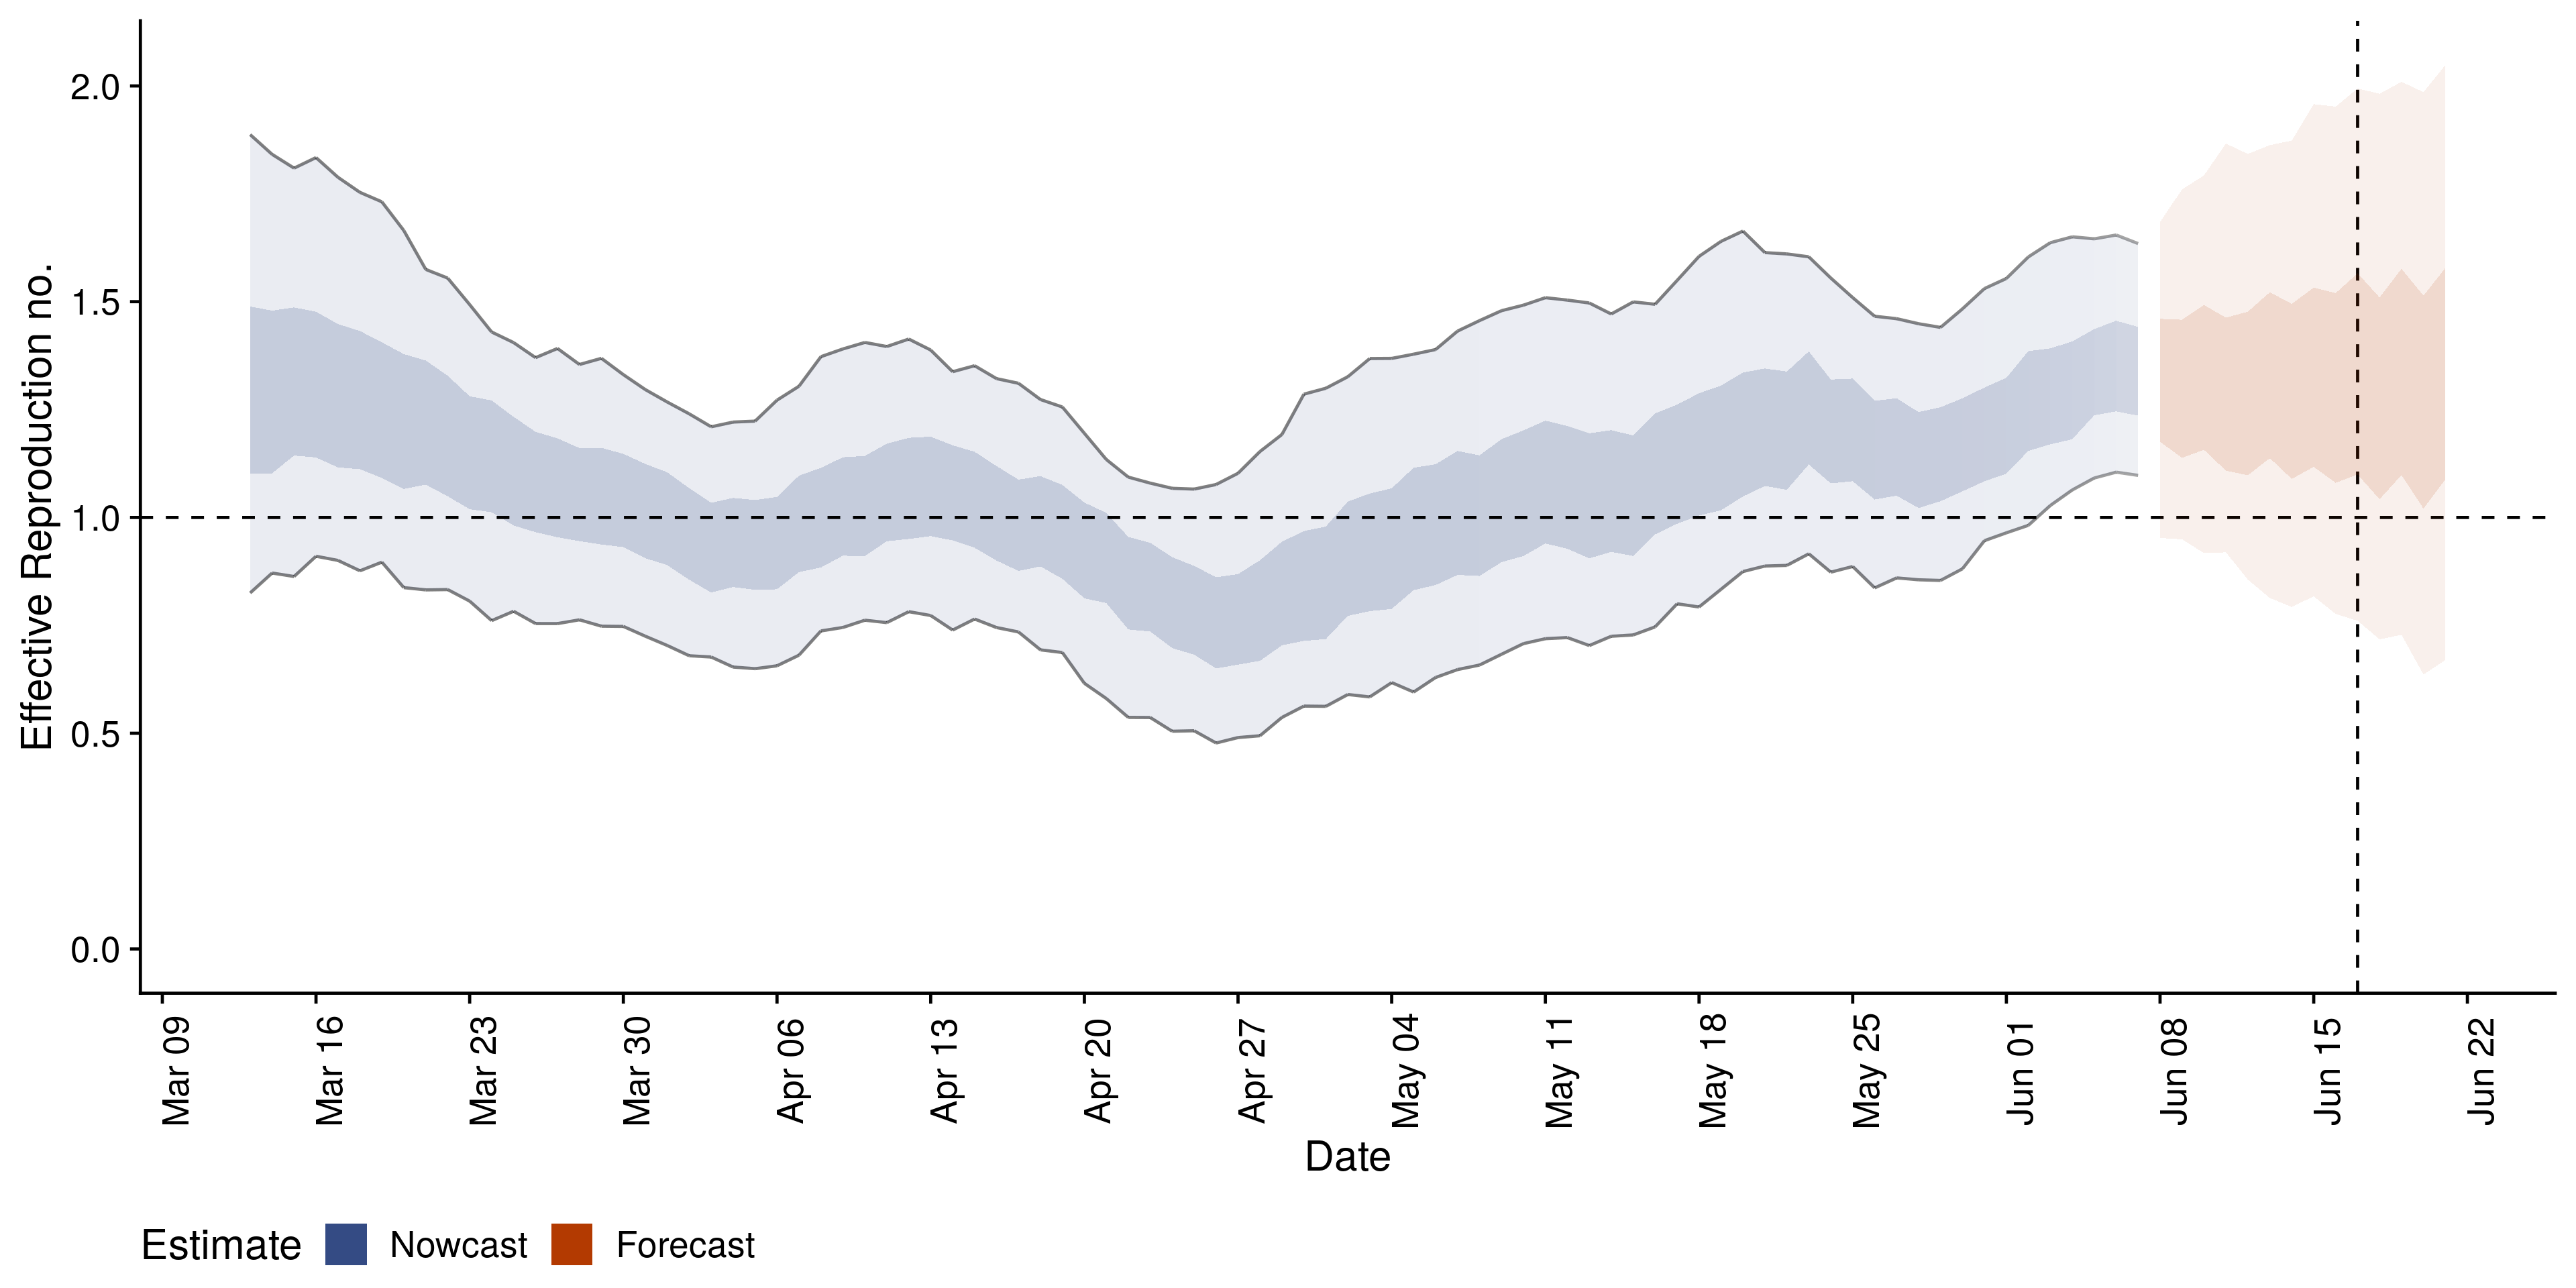 Effective Reproduction no.
2.0
1.5
1.0
0.5
0.0
Mar 09
Mar 16
Mar 23
Mar 30
Apr 06
Apr 13
Apr 20
Apr 27
May 04
May 11
May 18
May 25
Jun 01
Jun 08
Jun 15
Jun 22
Date
Estimate Nowcast Forecast